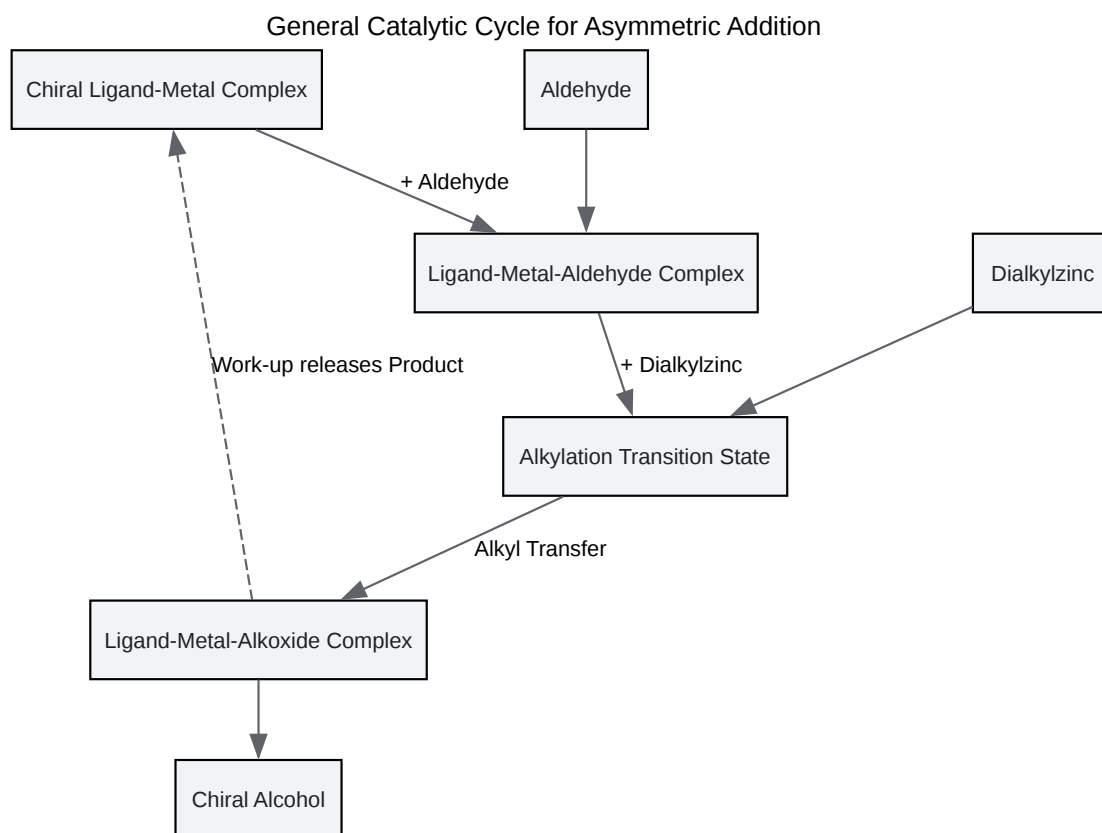 General Catalytic Cycle for Asymmetric Addition
Chiral Ligand-Metal Complex
Aldehyde
+ Aldehyde
Ligand-Metal-Aldehyde Complex
Dialkylzinc
Work-up releases Product
+ Dialkylzinc
Alkylation Transition State
Alkyl Transfer
Ligand-Metal-Alkoxide Complex
Chiral Alcohol